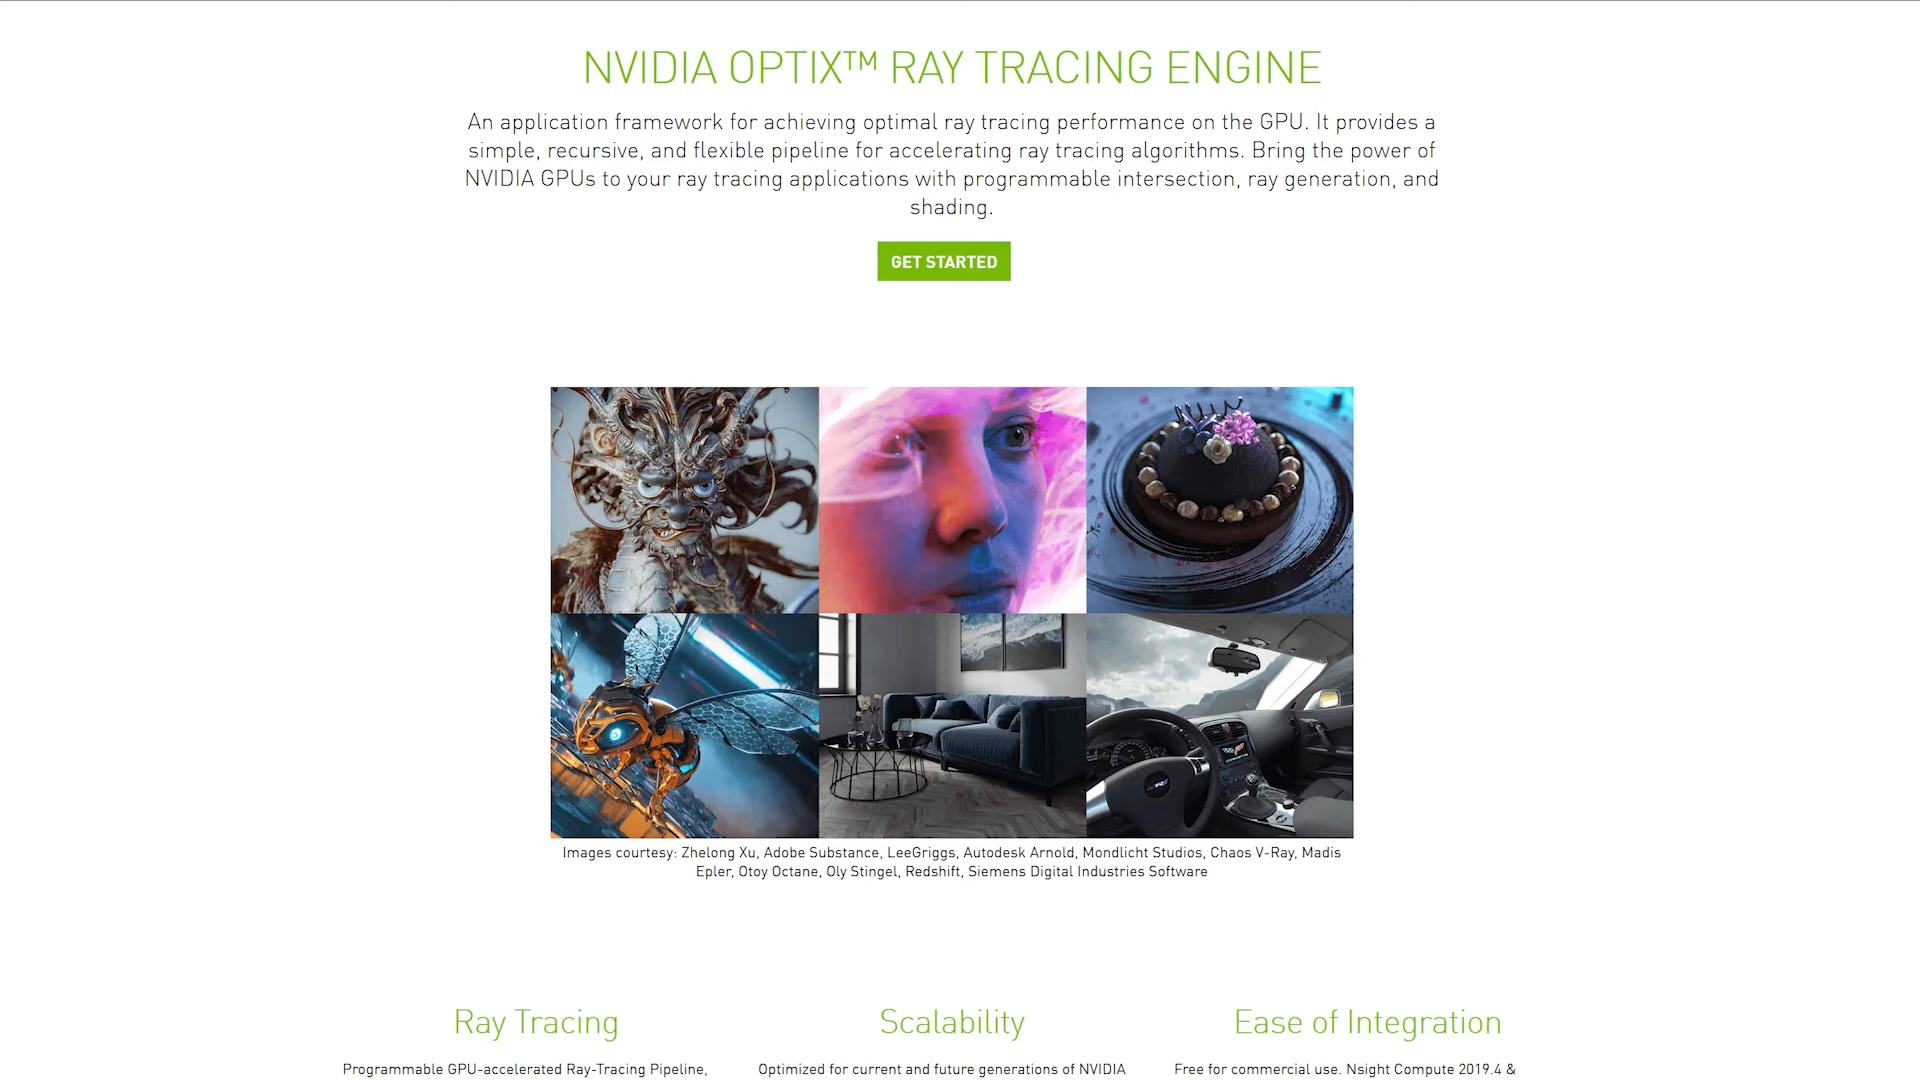 NVIDIA OPTIX™ RAY TRACING ENGINE
An application framework for achieving optimal ray tracing performance on the GPU. It provides a
simple, recursive, and flexible pipeline for accelerating ray tracing algorithms. Bring the power of
NVIDIA GPUs to your ray tracing applications with programmable intersection, ray generation, and
shading.
GET STARTED
Images courtesy: Zhelong Xu, Adobe Substance, LeeGriggs, Autodesk Arnold, Mondlicht Studios, Chaos V-Ray, Madis
Epler, Otoy Octane, Oly Stingel, Redshift, Siemens Digital Industries Software
Ray Tracing
Programmable GPU-accelerated Ray-Tracing Pipeline,
Scalability
Optimized for current and future generations of NVIDIA
Ease of Integration
Free for commercial use. Nsight Compute 2019.4 &